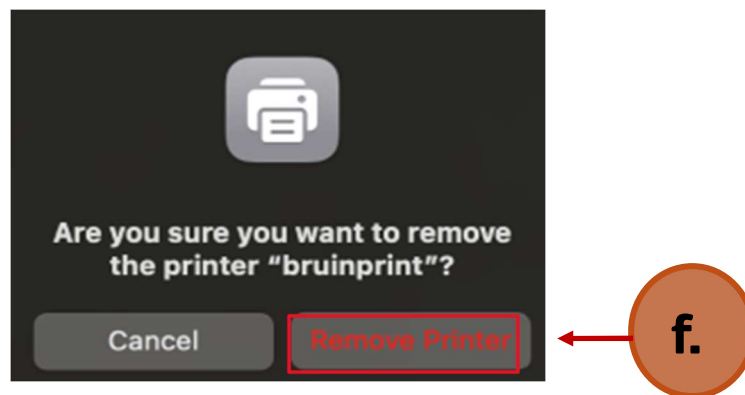 Are you sure you want to remove
the printer “bruinprint”?
Cancel
Remove Printer
f.